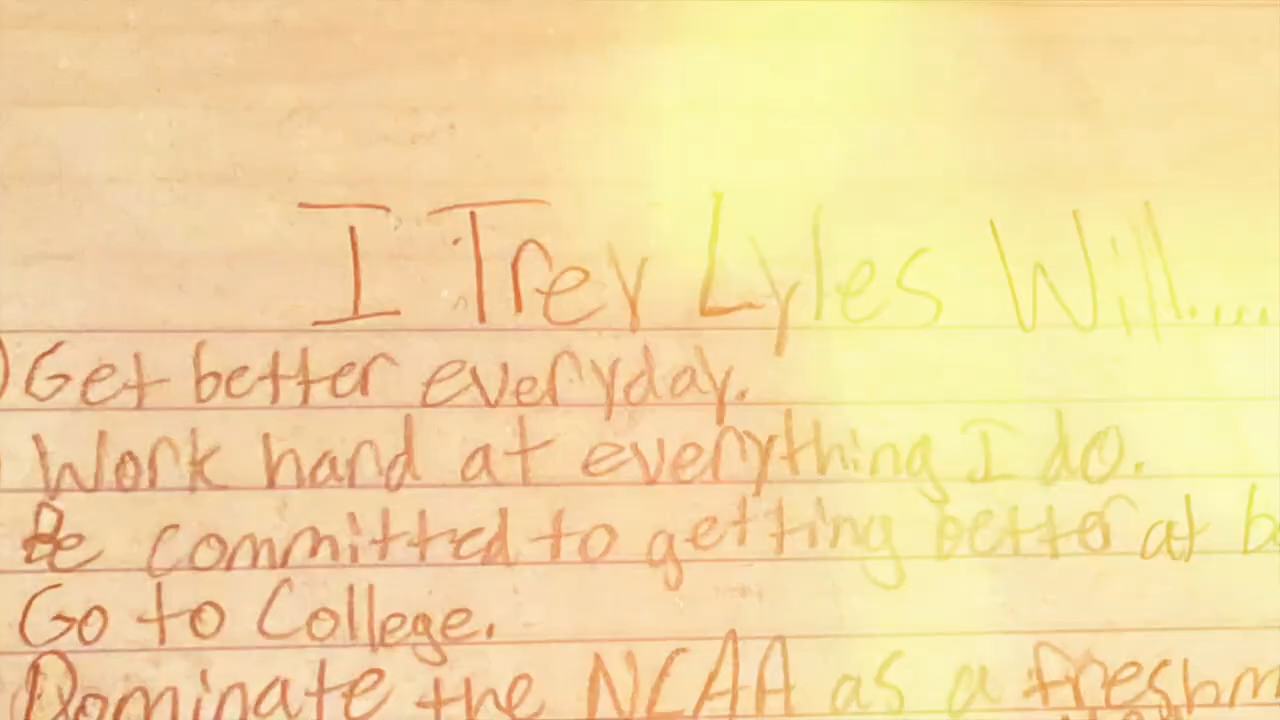 I Trey Lyles Will....
) Get better everyday.
Work hard at everything I do.
Be committed to getting better at b
Go to College.
Dominate the NCAA as a freshm